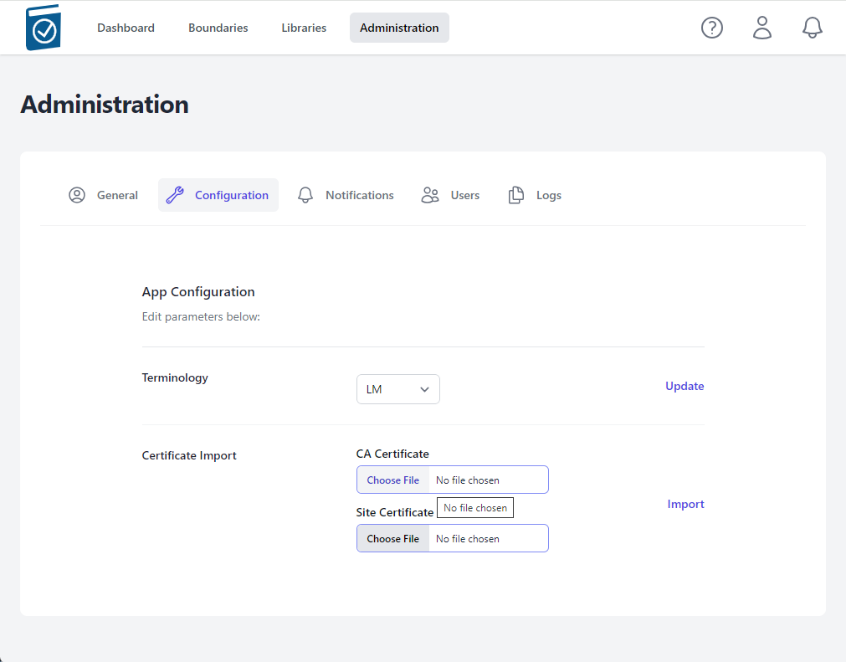 Dashboard Boundaries Libraries Administration
Administration
General Configuration Notifications Users Logs
App Configuration
Edit parameters below:
Terminology LM Update
Certificate Import CA Certificate
Choose File No file chosen
Import
Site Certificate No file chosen
Choose File No file chosen